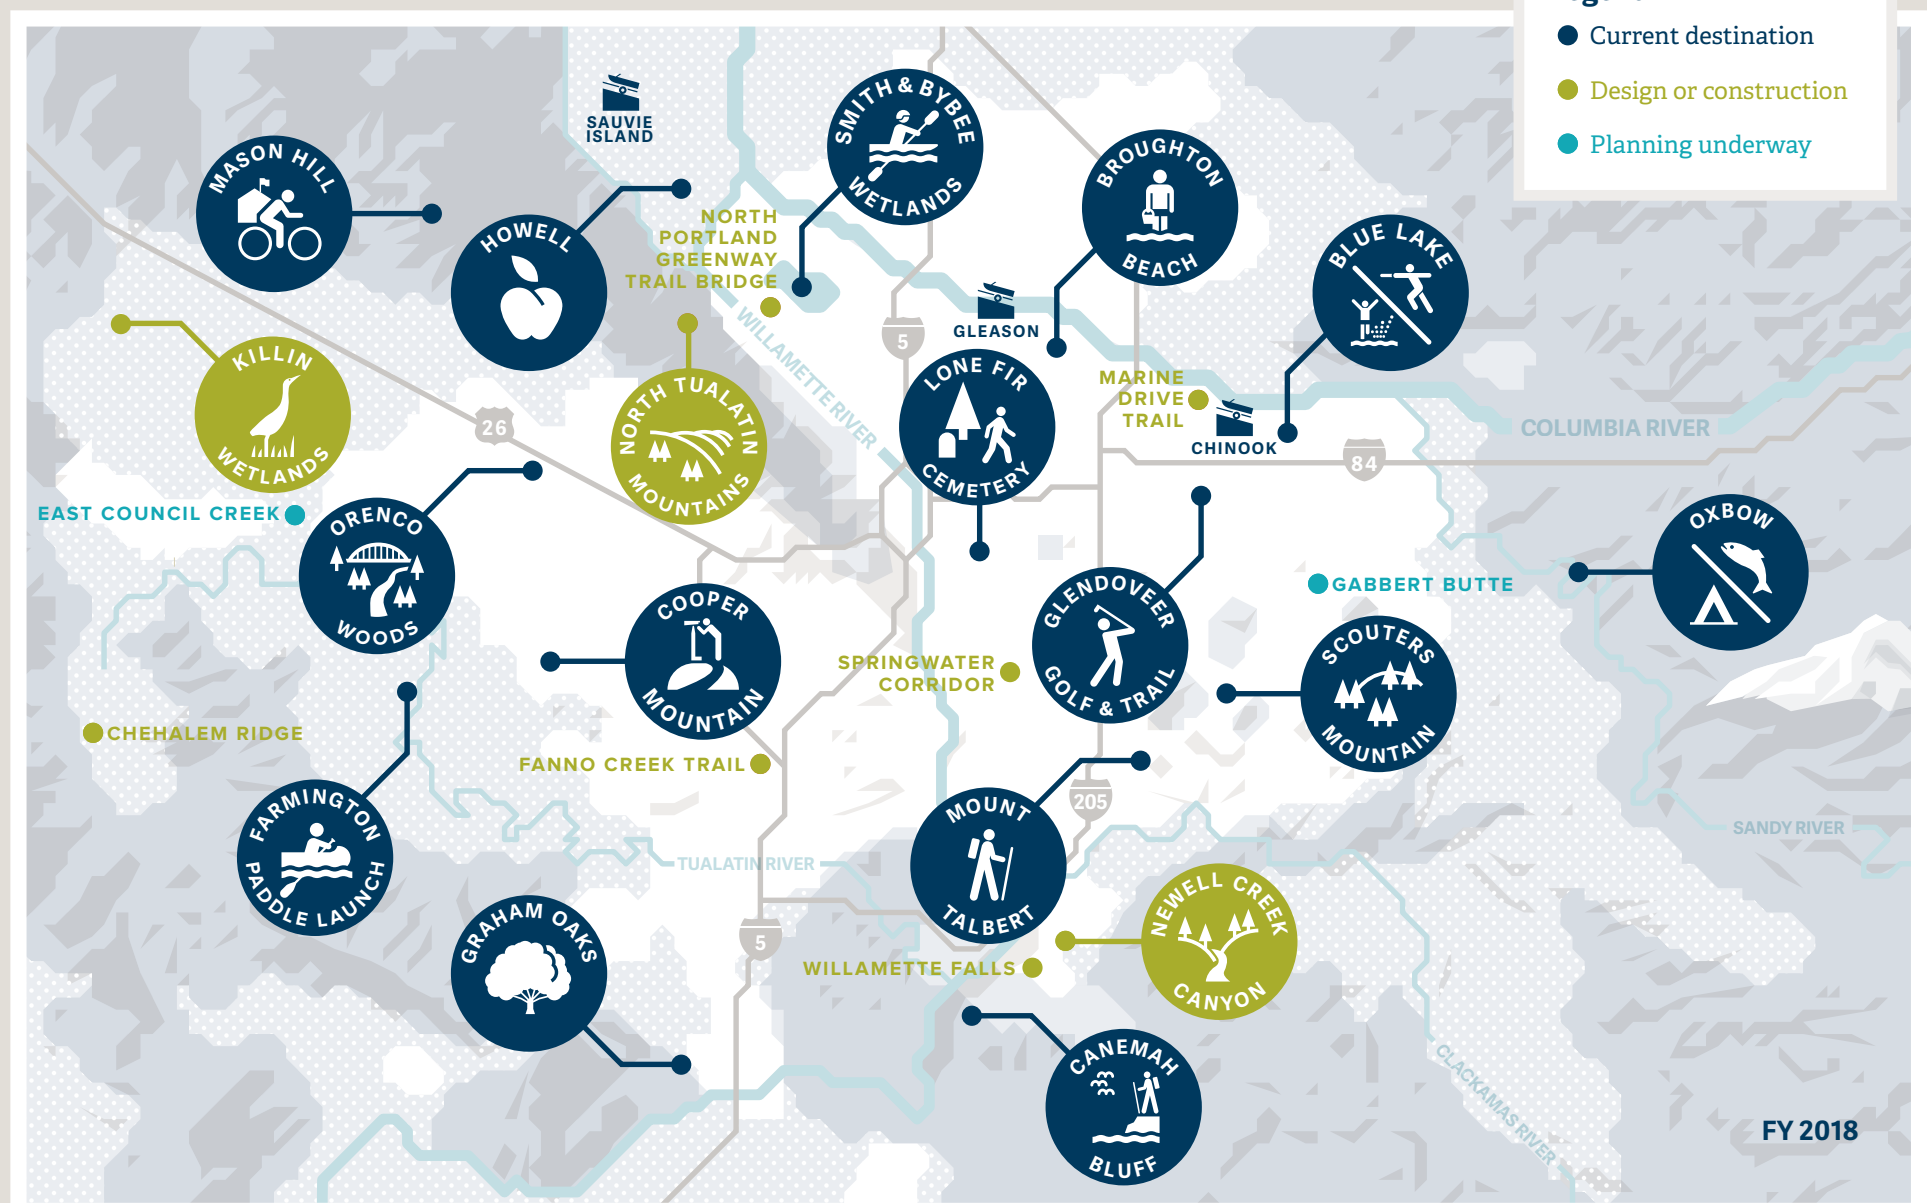 Current destination
Design or construction
Planning underway
SAUVIE
ISLAND
SMITH & BYBEE
WETLANDS
MASON HILL
BROUGHTON
BEACH
HOWELL
NORTH
PORTLAND
GREENWAY
TRAIL BRIDGE
BLUE LAKE
GLEASON
5
WILLAMETTE RIVER
KILLIN
WETLANDS
LONE FIR
CEMETERY
NORTH TUALATIN
MOUNTAINS
MARINE
DRIVE
TRAIL
CHINOOK
COLUMBIA RIVER
26
84
EAST COUNCIL CREEK
ORENCO
WOODS
OXBOW
GABBERT BUTTE
COOPER
MOUNTAIN
GLENDOVEER
GOLF & TRAIL
SPRINGWATER
CORRIDOR
SCOUTERS
MOUNTAIN
CHEHALEM RIDGE
FANNO CREEK TRAIL
FARMINGTON
PADDLE LAUNCH
205
MOUNT
TALBERT
SANDY RIVER
TUALATIN RIVER
GRAHAM OAKS
NEWELL CREEK
CANYON
5
WILLAMETTE FALLS
CANEMAH
BLUFF
CLACKAMAS RIVER
FY 2018